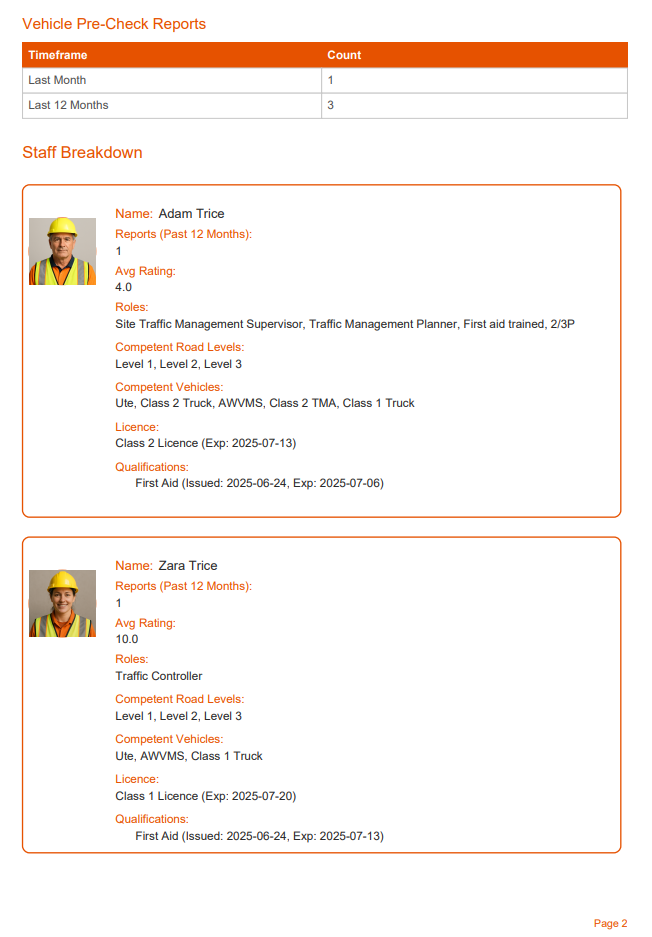 Vehicle Pre-Check Reports
Timeframe Count
Last Month 1
Last 12 Months 3
Staff Breakdown
Name: Adam Trice
Reports (Past 12 Months):
1
Avg Rating:
4.0
Roles:
Site Traffic Management Supervisor, Traffic Management Planner, First aid trained, 2/3P
Competent Road Levels:
Level 1, Level 2, Level 3
Competent Vehicles:
Ute, Class 2 Truck, AWVMS, Class 2 TMA, Class 1 Truck
Licence:
Class 2 Licence (Exp: 2025-07-13)
Qualifications:
First Aid (Issued: 2025-06-24, Exp: 2025-07-06)
Name: Zara Trice
Reports (Past 12 Months):
1
Avg Rating:
10.0
Roles:
Traffic Controller
Competent Road Levels:
Level 1, Level 2, Level 3
Competent Vehicles:
Ute, AWVMS, Class 1 Truck
Licence:
Class 1 Licence (Exp: 2025-07-20)
Qualifications:
First Aid (Issued: 2025-06-24, Exp: 2025-07-13)
Page 2